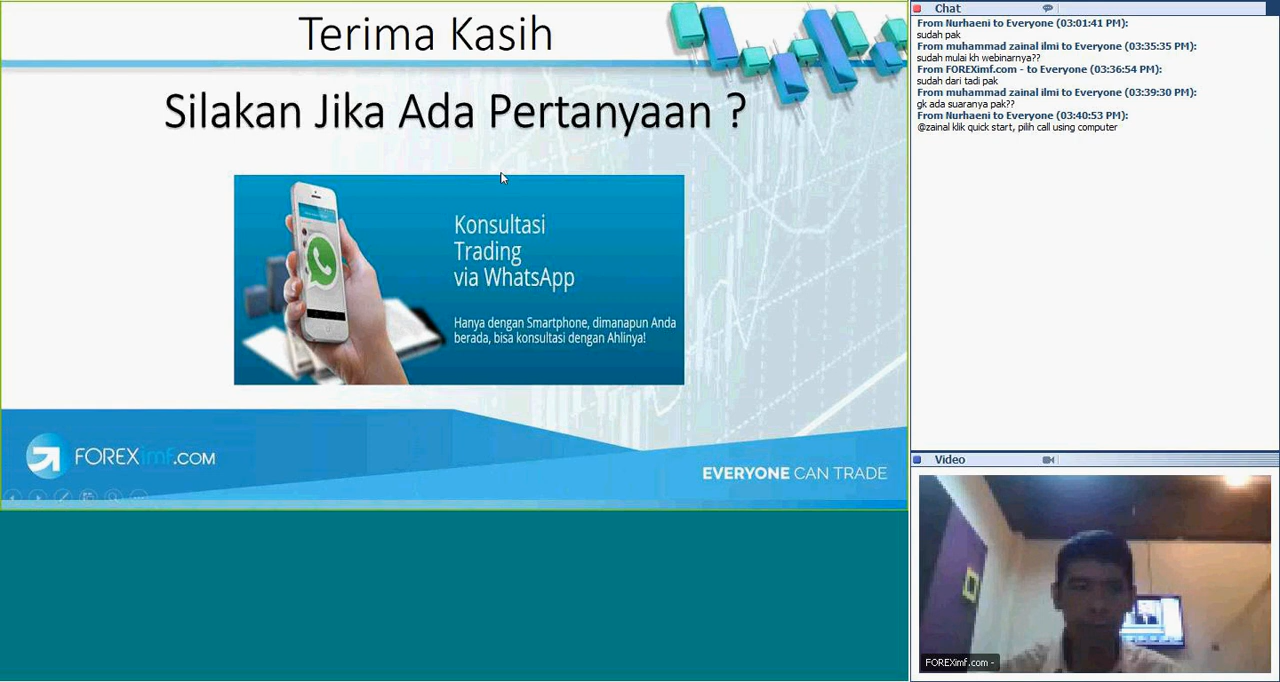 Terima Kasih
Silakan Jika Ada Pertanyaan ?
Konsultasi
Trading
via WhatsApp
Hanya dengan Smartphone, dimanapun Anda
berada, bisa konsultasi dengan Ahlinya!
FOREXimf.COM
EVERYONE CAN TRADE
Chat
From Nurhaeni to Everyone (03:01:41 PM):
sudah pak
From muhammad zainal ilmi to Everyone (03:35:35 PM):
sudah mulai kh webinarnya??
From FOREXimf.com - to Everyone (03:36:54 PM):
sudah dari tadi pak
From muhammad zainal ilmi to Everyone (03:39:30 PM):
gk ada suaranya pak??
From Nurhaeni to Everyone (03:40:53 PM):
@zainal klik quick start, pilih call using computer
Video
FOREXimf.com -